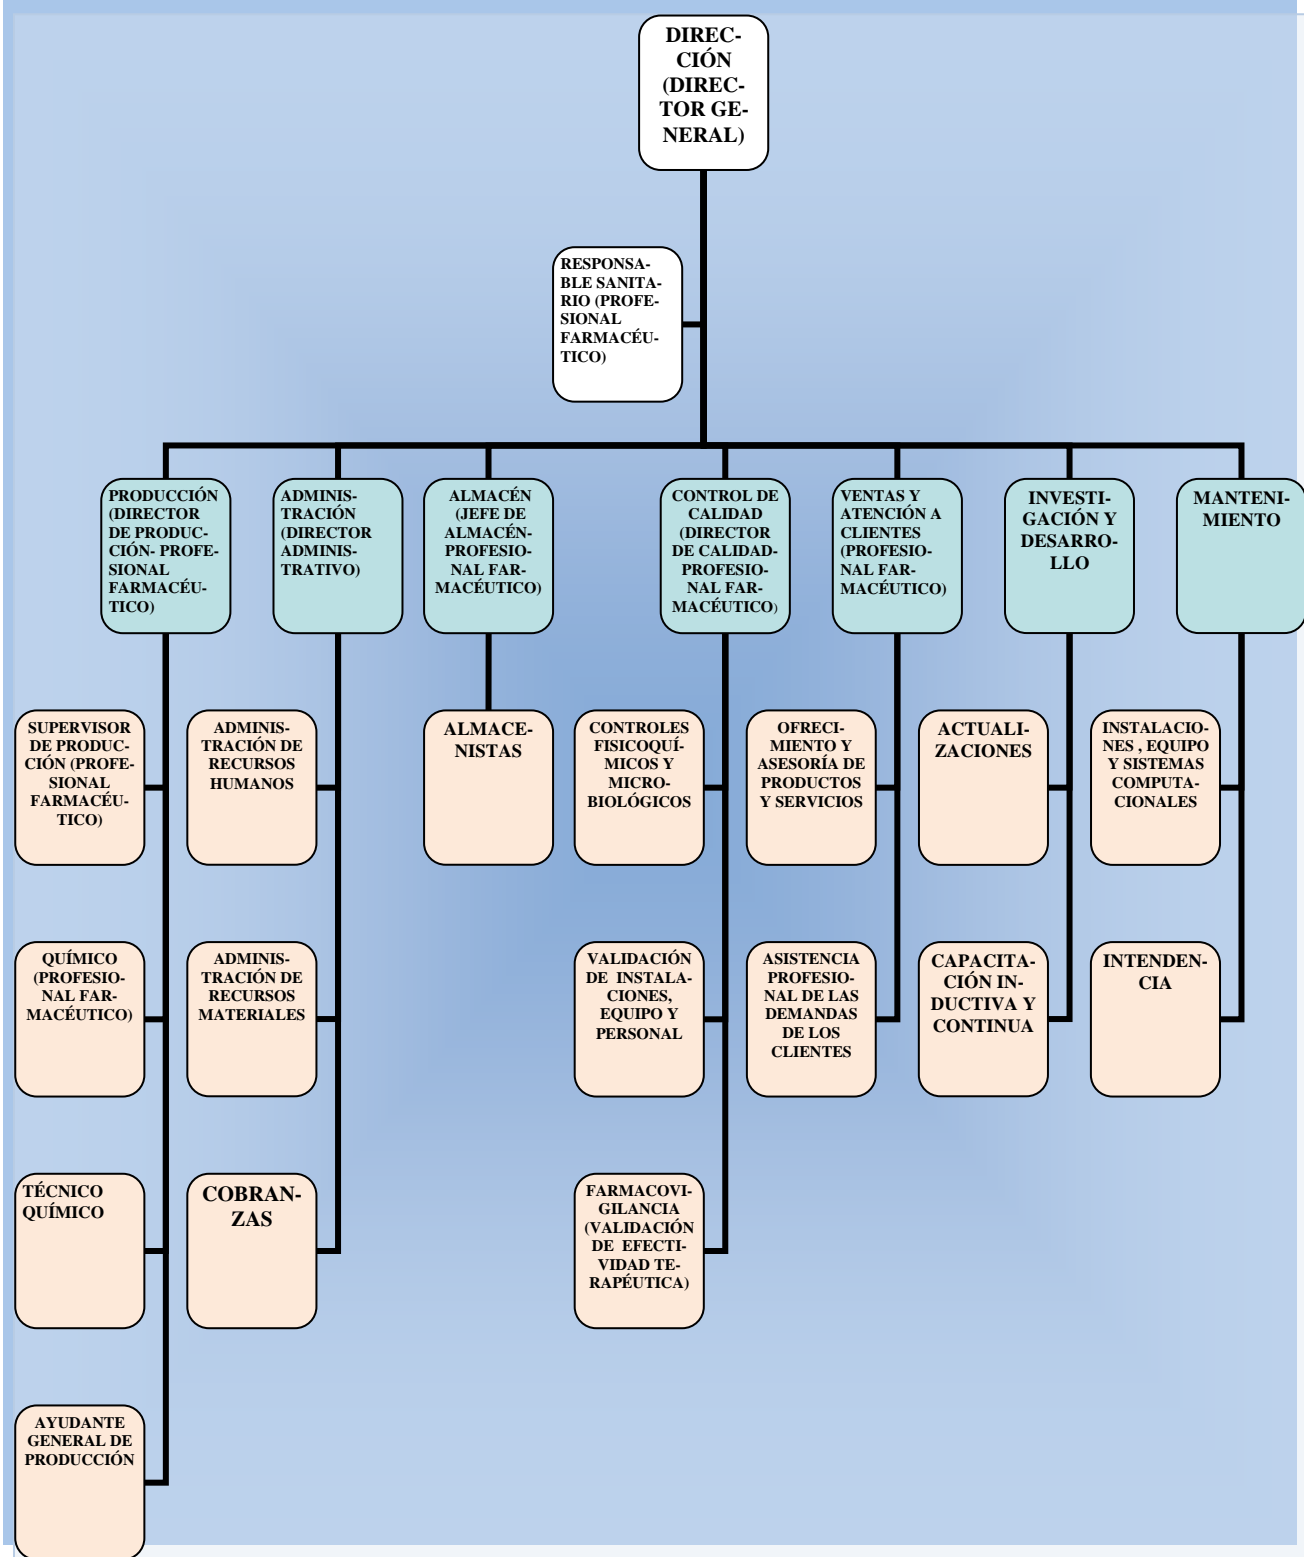 DIREC-
CIÓN
(DIREC-
TOR GE-
NERAL)
RESPONSA-
BLE SANITA-
RIO (PROFE-
SIONAL
FARMACÉU-
TICO)
PRODUCCIÓN
(DIRECTOR
DE PRODUC-
CIÓN- PROFE-
SIONAL
FARMACÉU-
TICO)
ADMINIS-
TRACIÓN
(DIRECTOR
ADMINIS-
TRATIVO)
ALMACÉN
(JEFE DE
ALMACÉN-
PROFESIO-
NAL FAR-
MACÉUTICO)
CONTROL DE
CALIDAD
(DIRECTOR
DE CALIDAD-
PROFESIO-
NAL FAR-
MACÉUTICO)
VENTAS Y
ATENCIÓN A
CLIENTES
(PROFESIO-
NAL FAR-
MACÉUTICO)
INVESTI-
GACIÓN Y
DESARRO-
LLO
MANTENI-
MIENTO
SUPERVISOR
DE PRODUC-
CIÓN (PROFE-
SIONAL
FARMACÉU-
TICO)
ADMINIS-
TRACIÓN DE
RECURSOS
HUMANOS
ALMACE-
NISTAS
CONTROLES
FISICOQUÍ-
MICOS Y
MICRO-
BIOLÓGICOS
OFRECI-
MIENTO Y
ASESORÍA DE
PRODUCTOS
Y SERVICIOS
ACTUALI-
ZACIONES
INSTALACIO-
NES , EQUIPO
Y SISTEMAS
COMPUTA-
CIONALES
QUÍMICO
(PROFESIO-
NAL FAR-
MACÉUTICO)
ADMINIS-
TRACIÓN DE
RECURSOS
MATERIALES
VALIDACIÓN
DE INSTALA-
CIONES,
EQUIPO Y
PERSONAL
ASISTENCIA
PROFESIO-
NAL DE LAS
DEMANDAS
DE LOS
CLIENTES
CAPACITA-
CIÓN IN-
DUCTIVA Y
CONTINUA
INTENDEN-
CIA
TÉCNICO
QUÍMICO
COBRAN-
ZAS
FARMACOVI-
GILANCIA
(VALIDACIÓN
DE EFECTI-
VIDAD TE-
RAPÉUTICA)
AYUDANTE
GENERAL DE
PRODUCCIÓN